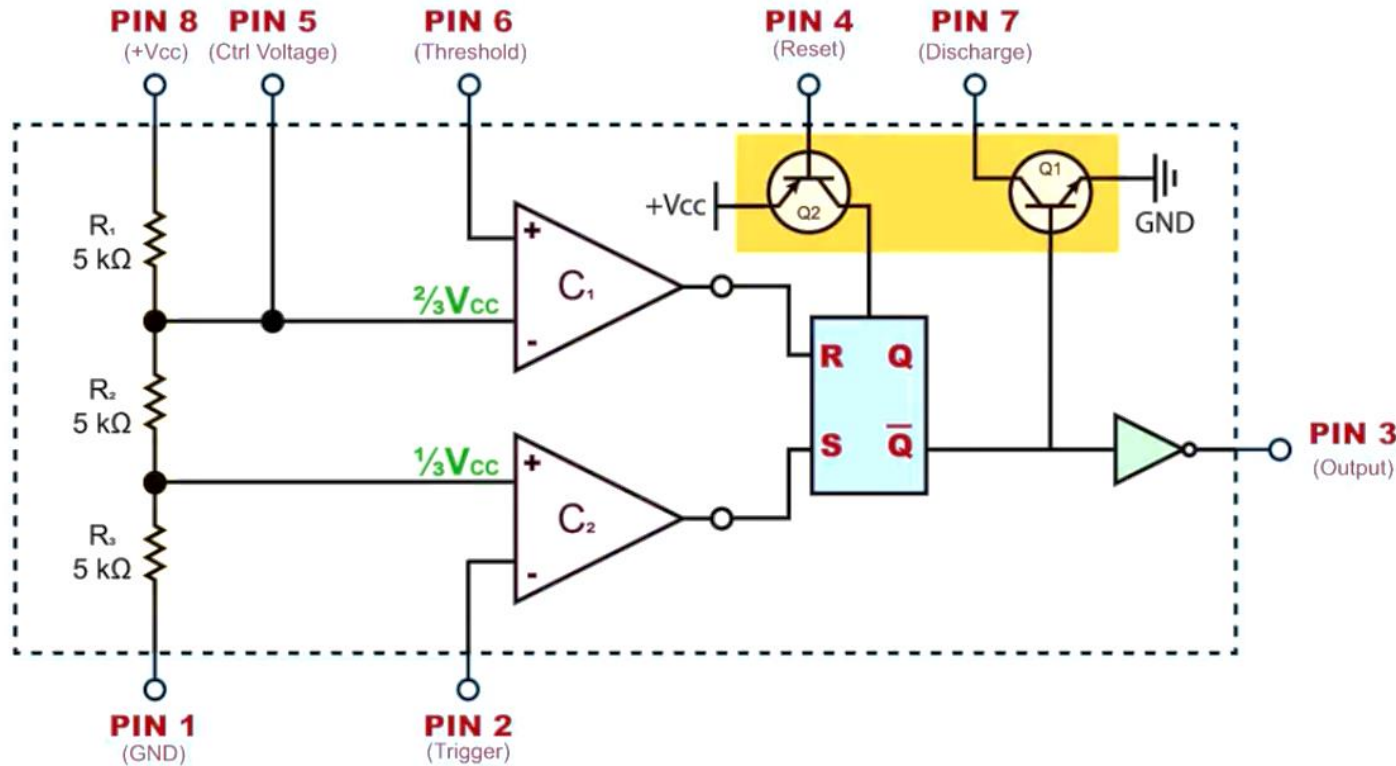 PIN 8
(+Vcc)
PIN 5
(Ctrl Voltage)
PIN 6
(Threshold)
PIN 4
(Reset)
PIN 7
(Discharge)
R₁
5 kΩ
⅔Vcc
+
C₁
-
+Vcc
Q2
Q1
GND
R₂
5 kΩ
R Q
S Q̅
⅓Vcc
+
C₂
-
R₃
5 kΩ
PIN 3
(Output)
PIN 1
(GND)
PIN 2
(Trigger)